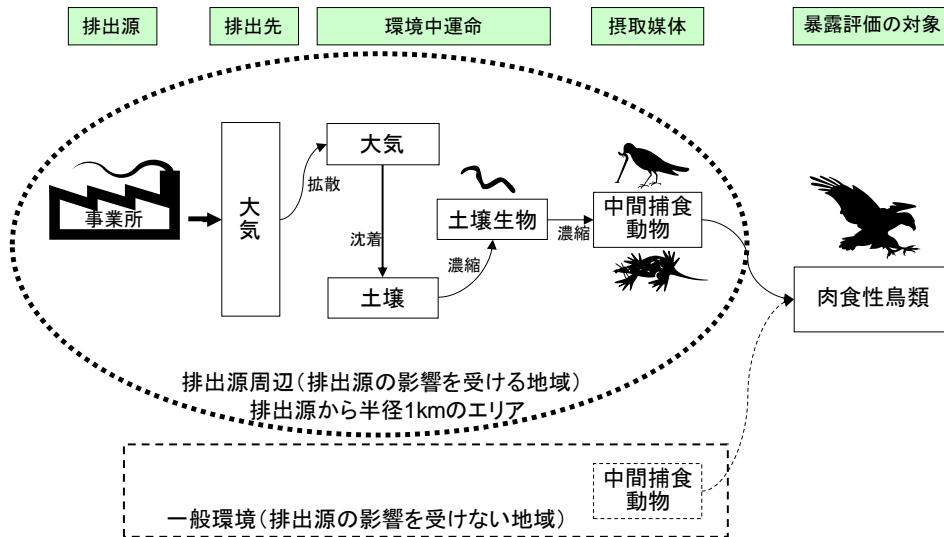 排出源
排出先
環境中運命
摂取媒体
暴露評価の対象
事業所
大気
拡散
大気
沈着
土壌
濃縮
土壌生物
濃縮
中間捕食
動物
肉食性鳥類
排出源周辺（排出源の影響を受ける地域）
排出源から半径1kmのエリア
中間捕食
動物
一般環境（排出源の影響を受けない地域）